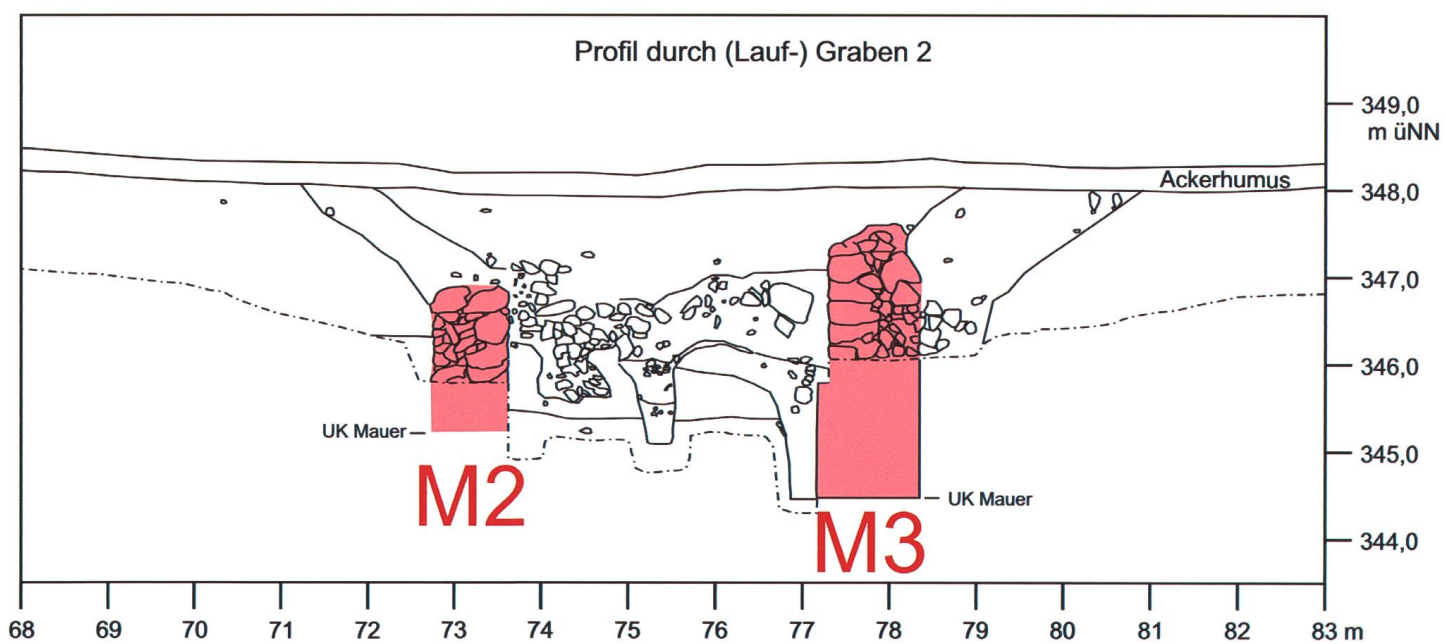 Profil durch (Lauf-) Graben 2
349,0
m üNN
Ackerhumus
348,0
347,0
346,0
UK Mauer
345,0
M2
UK Mauer
M3
344,0
68 69 70 71 72 73 74 75 76 77 78 79 80 81 82 83 m